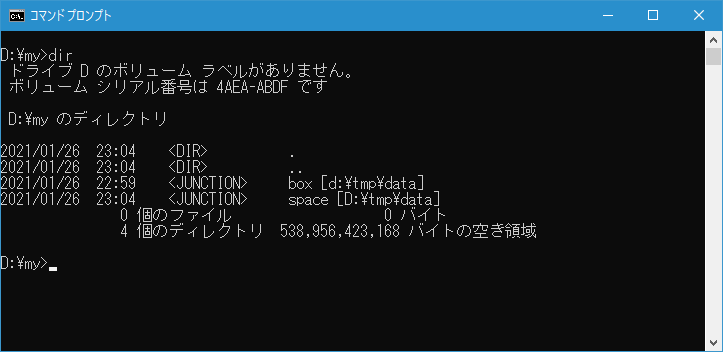 コマンドプロンプト
D:¥my>dir
ドライブ D のボリューム ラベルがありません。
ボリューム シリアル番号は 4AEA-ABDF です
D:¥my のディレクトリ
2021/01/26  23:04    <DIR>          .
2021/01/26  23:04    <DIR>          ..
2021/01/26  22:59    <JUNCTION>     box [d:¥tmp¥data]
2021/01/26  23:04    <JUNCTION>     space [D:¥tmp¥data]
0 個のファイル                   0 バイト
4 個のディレクトリ  538,956,423,168 バイトの空き領域
D:¥my>